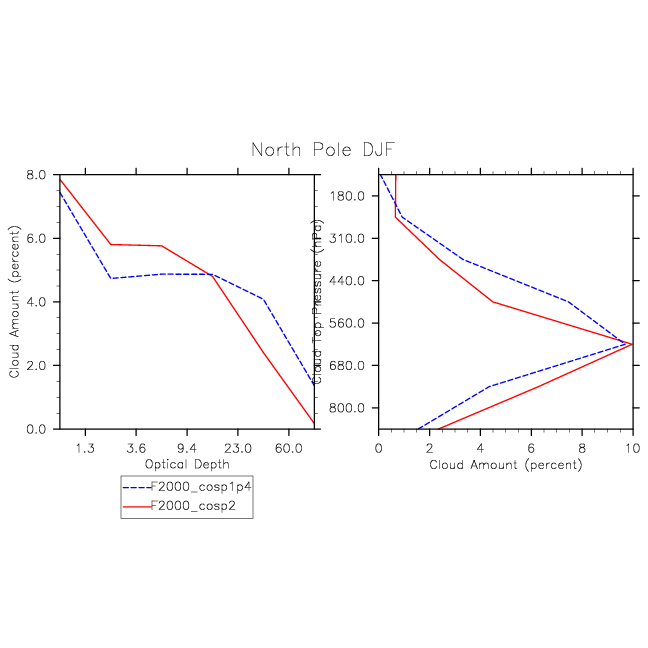 North Pole DJF
Cloud Amount (percent)
8.0
6.0
4.0
2.0
0.0
1.3 3.6 9.4 23.0 60.0
Optical Depth
Cloud Top Pressure (hPa)
180.0
310.0
440.0
560.0
680.0
800.0
0 2 4 6 8 10
Cloud Amount (percent)
F2000_cosp1p4
F2000_cosp2